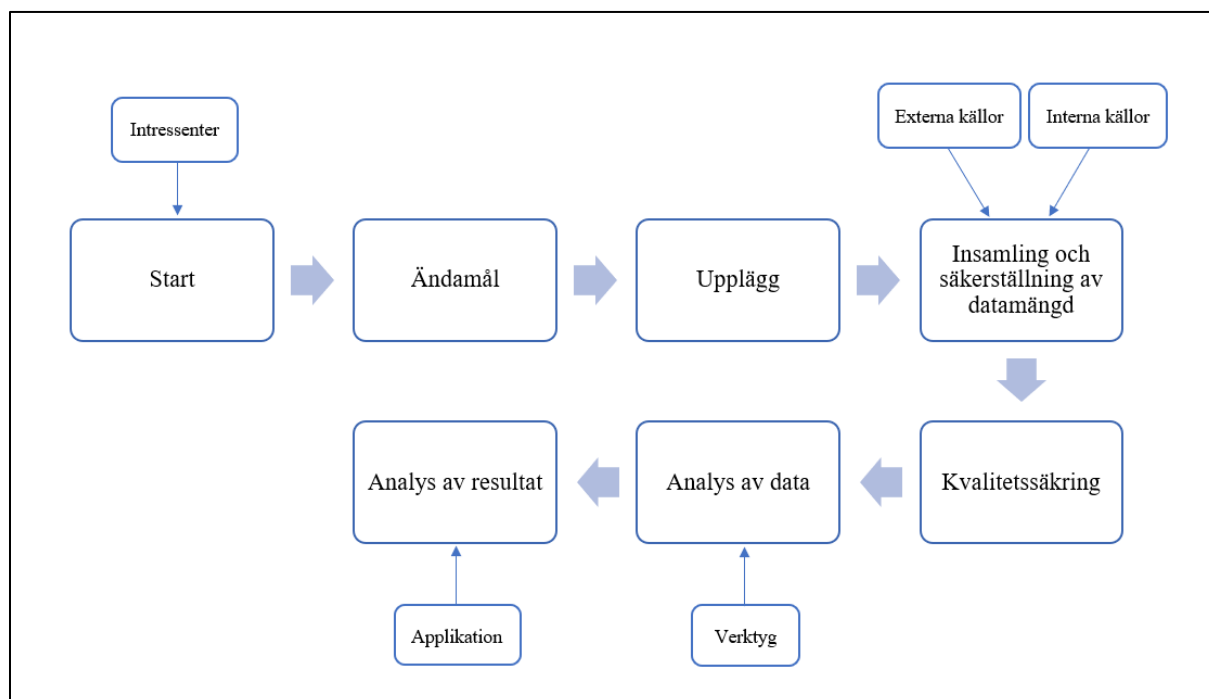 Intressenter
Externa källor
Interna källor
Start
Ändamål
Upplägg
Insamling och
säkerställning av
datamängd
Analys av resultat
Analys av data
Kvalitetssäkring
Applikation
Verktyg